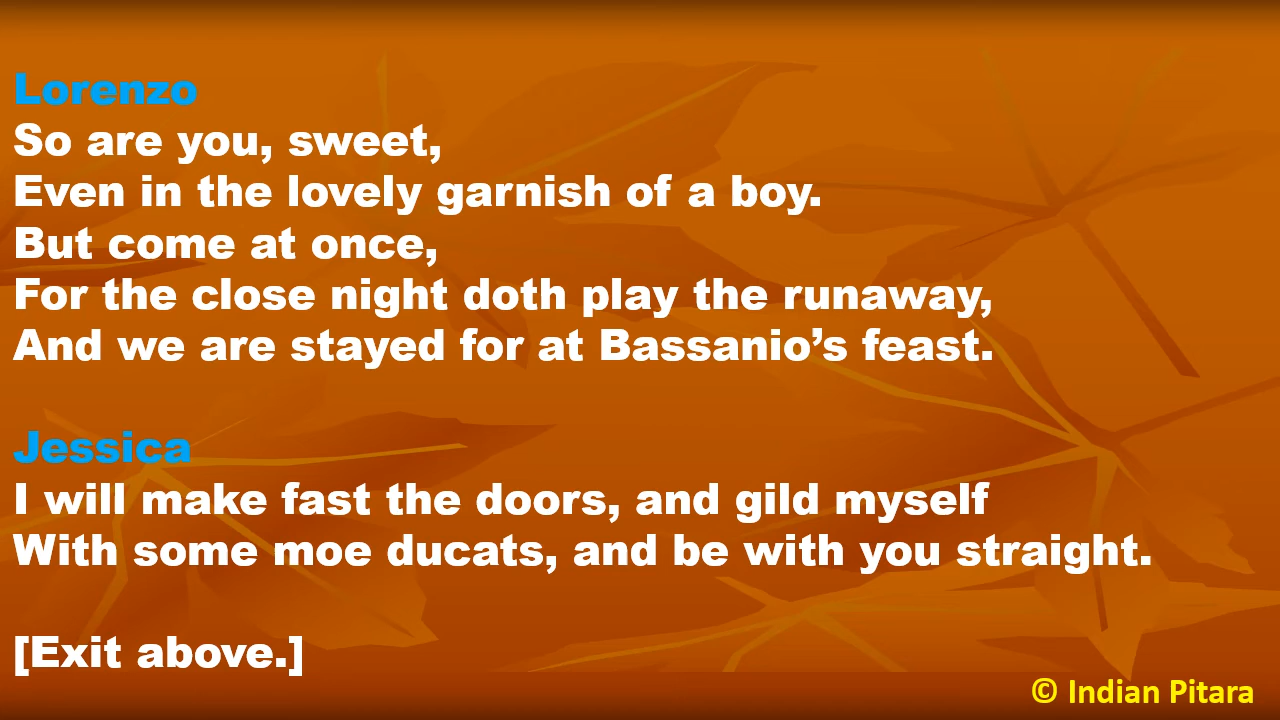 Lorenzo
So are you, sweet,
Even in the lovely garnish of a boy.
But come at once,
For the close night doth play the runaway,
And we are stayed for at Bassanio’s feast.
Jessica
I will make fast the doors, and gild myself
With some moe ducats, and be with you straight.
[Exit above.]
© Indian Pitara